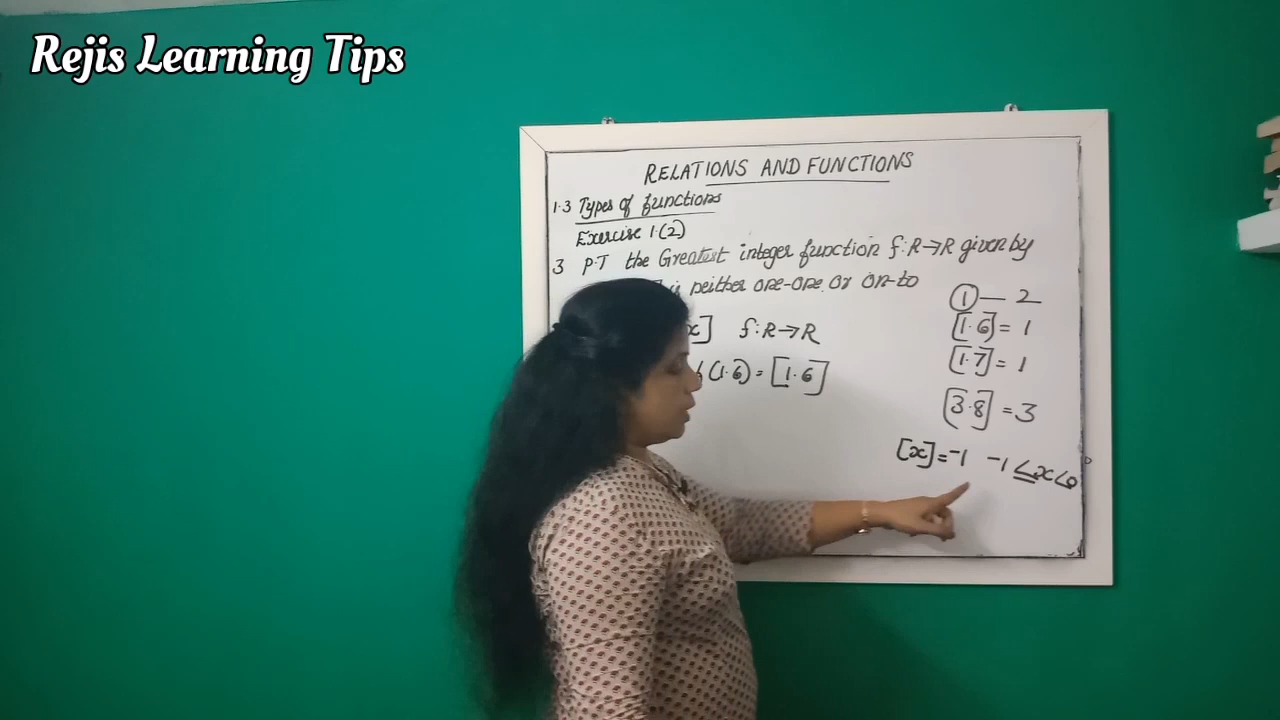 Rejis Learning Tips
RELATIONS AND FUNCTIONS
1.3 Types of functions
Exercise 1.(2)
3 P.T the Greatest integer function f:R→R given by
is neither one-one or on-to
x] f:R→R
(1.6) = [1.6]
1 — 2
[1.6] = 1
[1.7] = 1
[3.8] = 3
[x] = -1 -1 ≤ x < 0